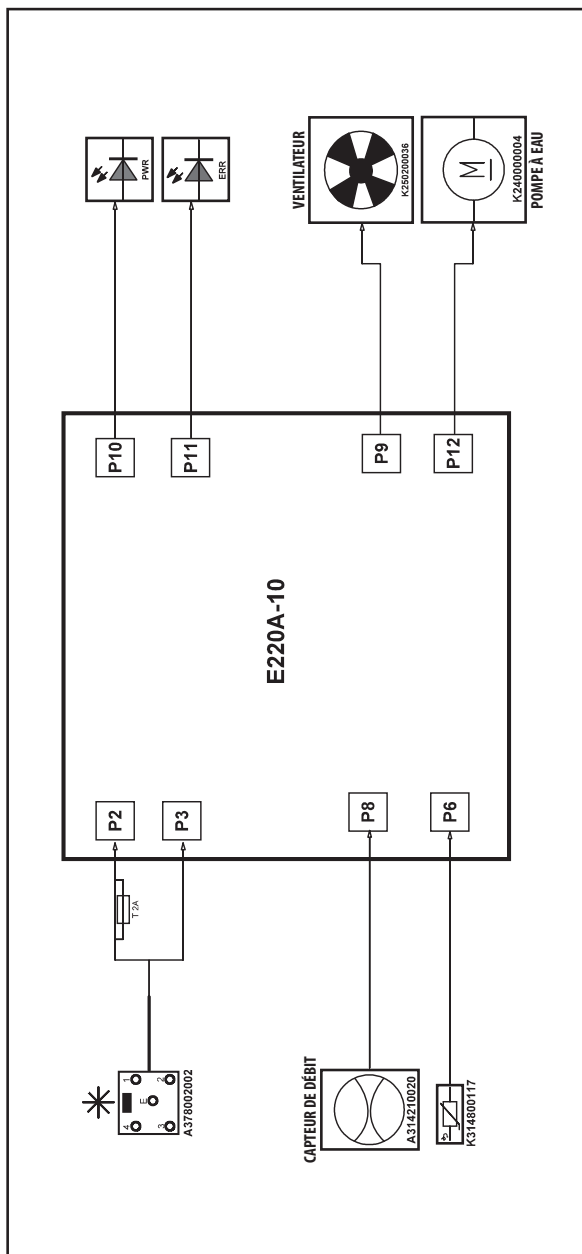 PWR
ERR
VENTILATEUR
K250200036
M
K240000004
POMPE À EAU
P10
P11
P9
P12
E220A-10
P2
P3
P8
P6
T 2A
1
2
3
4
E
A378002002
CAPTEUR DE DÉBIT
A314210020
K314800117